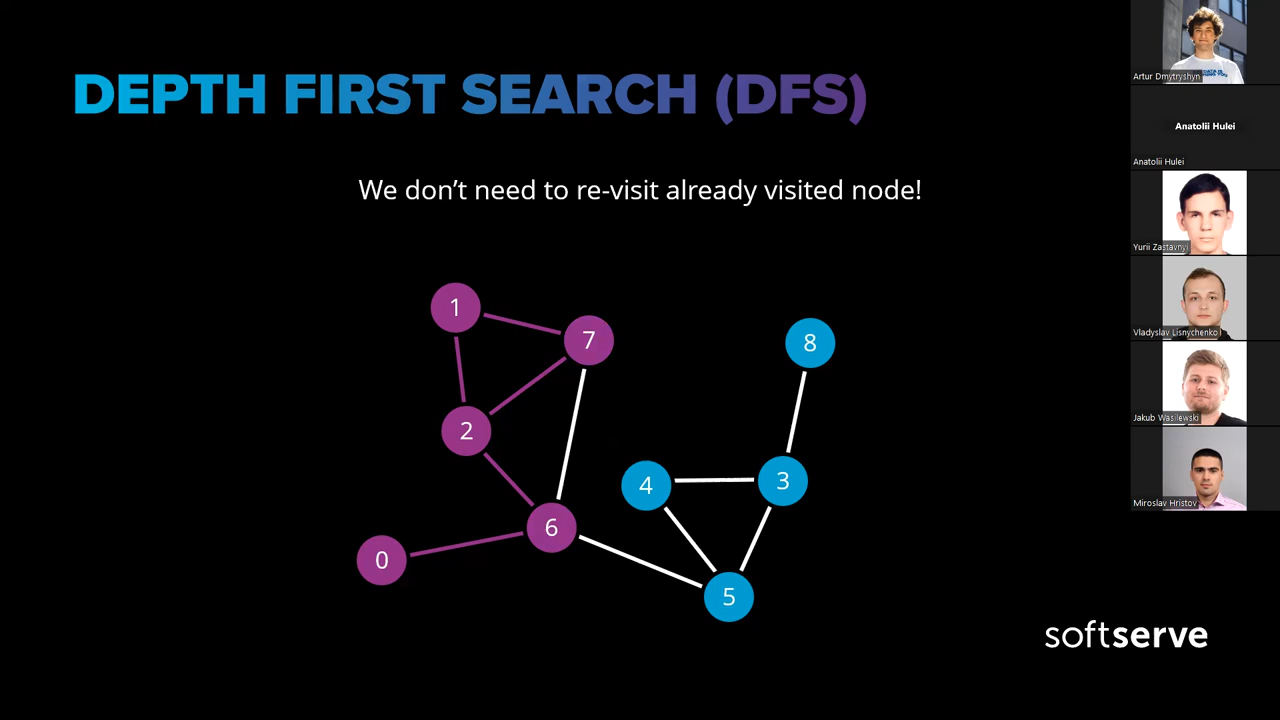 DEPTH FIRST SEARCH (DFS)
We don't need to re-visit already visited node!
1
7
8
2
4
3
6
0
5
softserve
Artur Dmytryshyn
Anatolii Hulei
Anatolii Hulei
Yurii Zastavnyi
Vladyslav Lisnychenko
Jakub Wasilewski
Miroslav Hristov